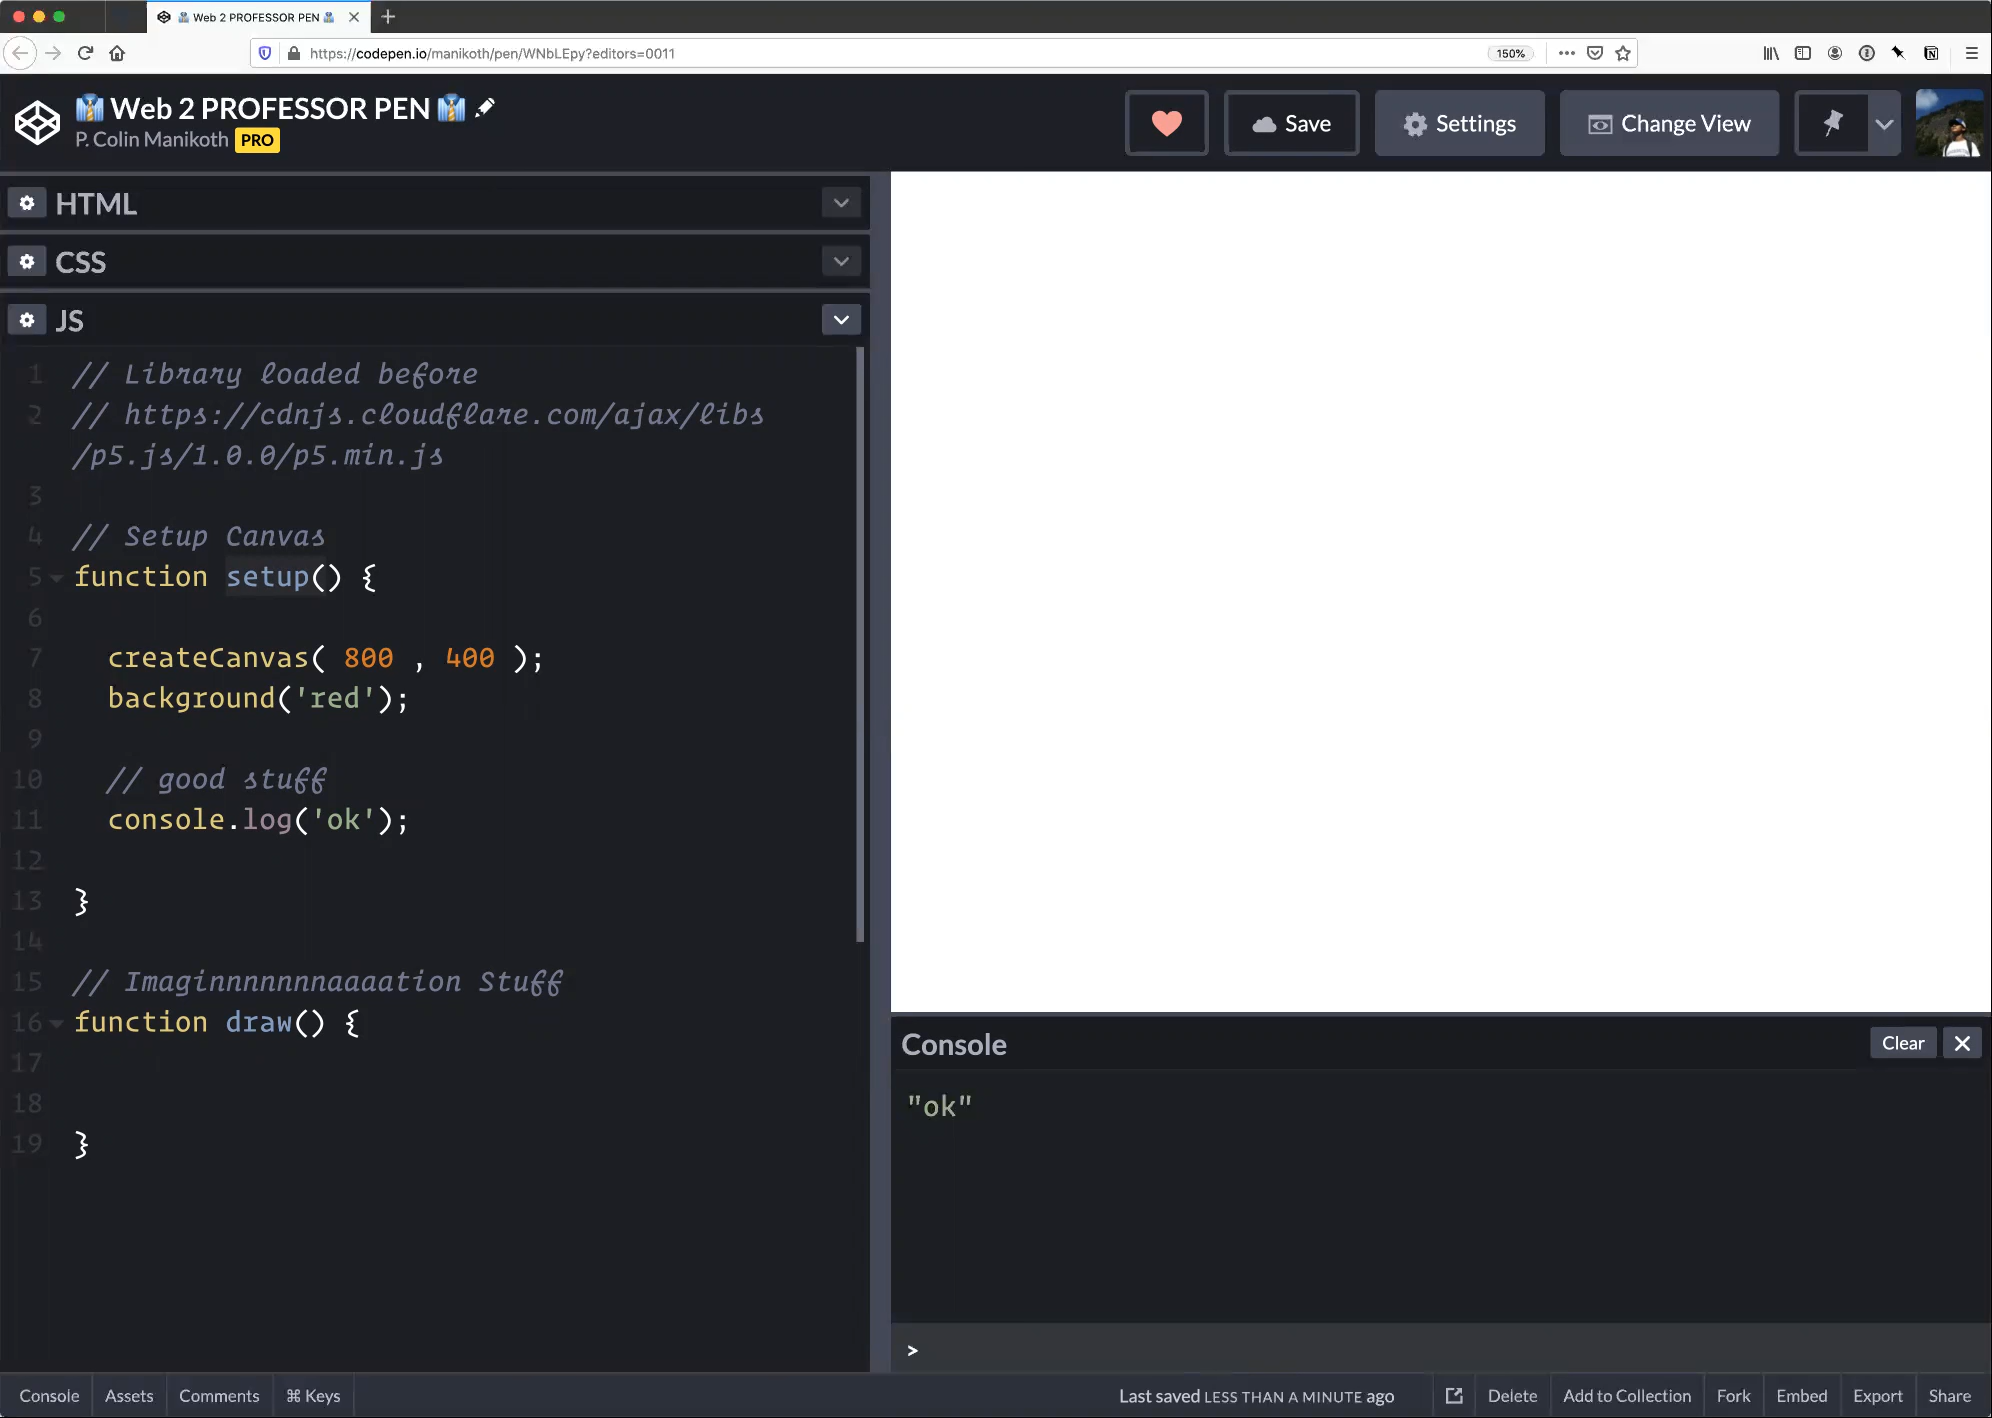 Web 2 PROFESSOR PEN
https://codepen.io/manikoth/pen/WNbLEpy?editors=0011
150%
Web 2 PROFESSOR PEN
P. Colin Manikoth PRO
Save
Settings
Change View
HTML
CSS
JS
1 // Library loaded before
2 // https://cdnjs.cloudflare.com/ajax/libs
/p5.js/1.0.0/p5.min.js
3
4 // Setup Canvas
5 function setup() {
6
7 createCanvas( 800 , 400 );
8 background('red');
9
10 // good stuff
11 console.log('ok');
12
13 }
14
15 // Imaginnnnnnnaaaation Stuff
16 function draw() {
17
18
19 }
Console
Clear
"ok"
>
Console Assets Comments ⌘ Keys
Last saved LESS THAN A MINUTE ago
Delete Add to Collection Fork Embed Export Share